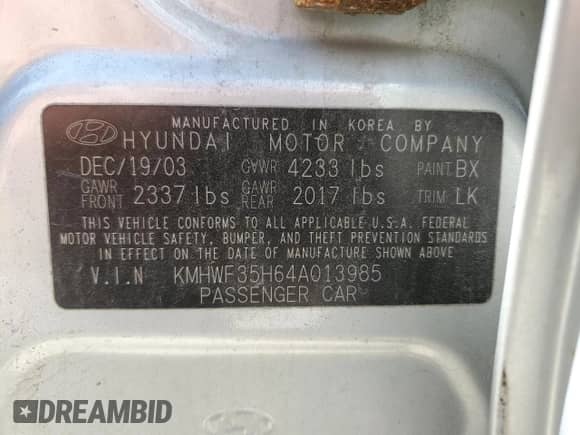 MANUFACTURED IN KOREA BY
HYUNDAI MOTOR COMPANY
DEC/19/03 GVWR 4233 lbs PAINT BX
GAWR FRONT 2337 lbs GAWR REAR 2017 lbs TRIM LK
THIS VEHICLE CONFORMS TO ALL APPLICABLE U.S.A. FEDERAL
MOTOR VEHICLE SAFETY, BUMPER, AND THEFT PREVENTION STANDARDS
IN EFFECT ON THE DATE OF MANUFACTURE SHOWN ABOVE
V.I.N KMHWF35H64A013985
PASSENGER CAR
DREAMBID